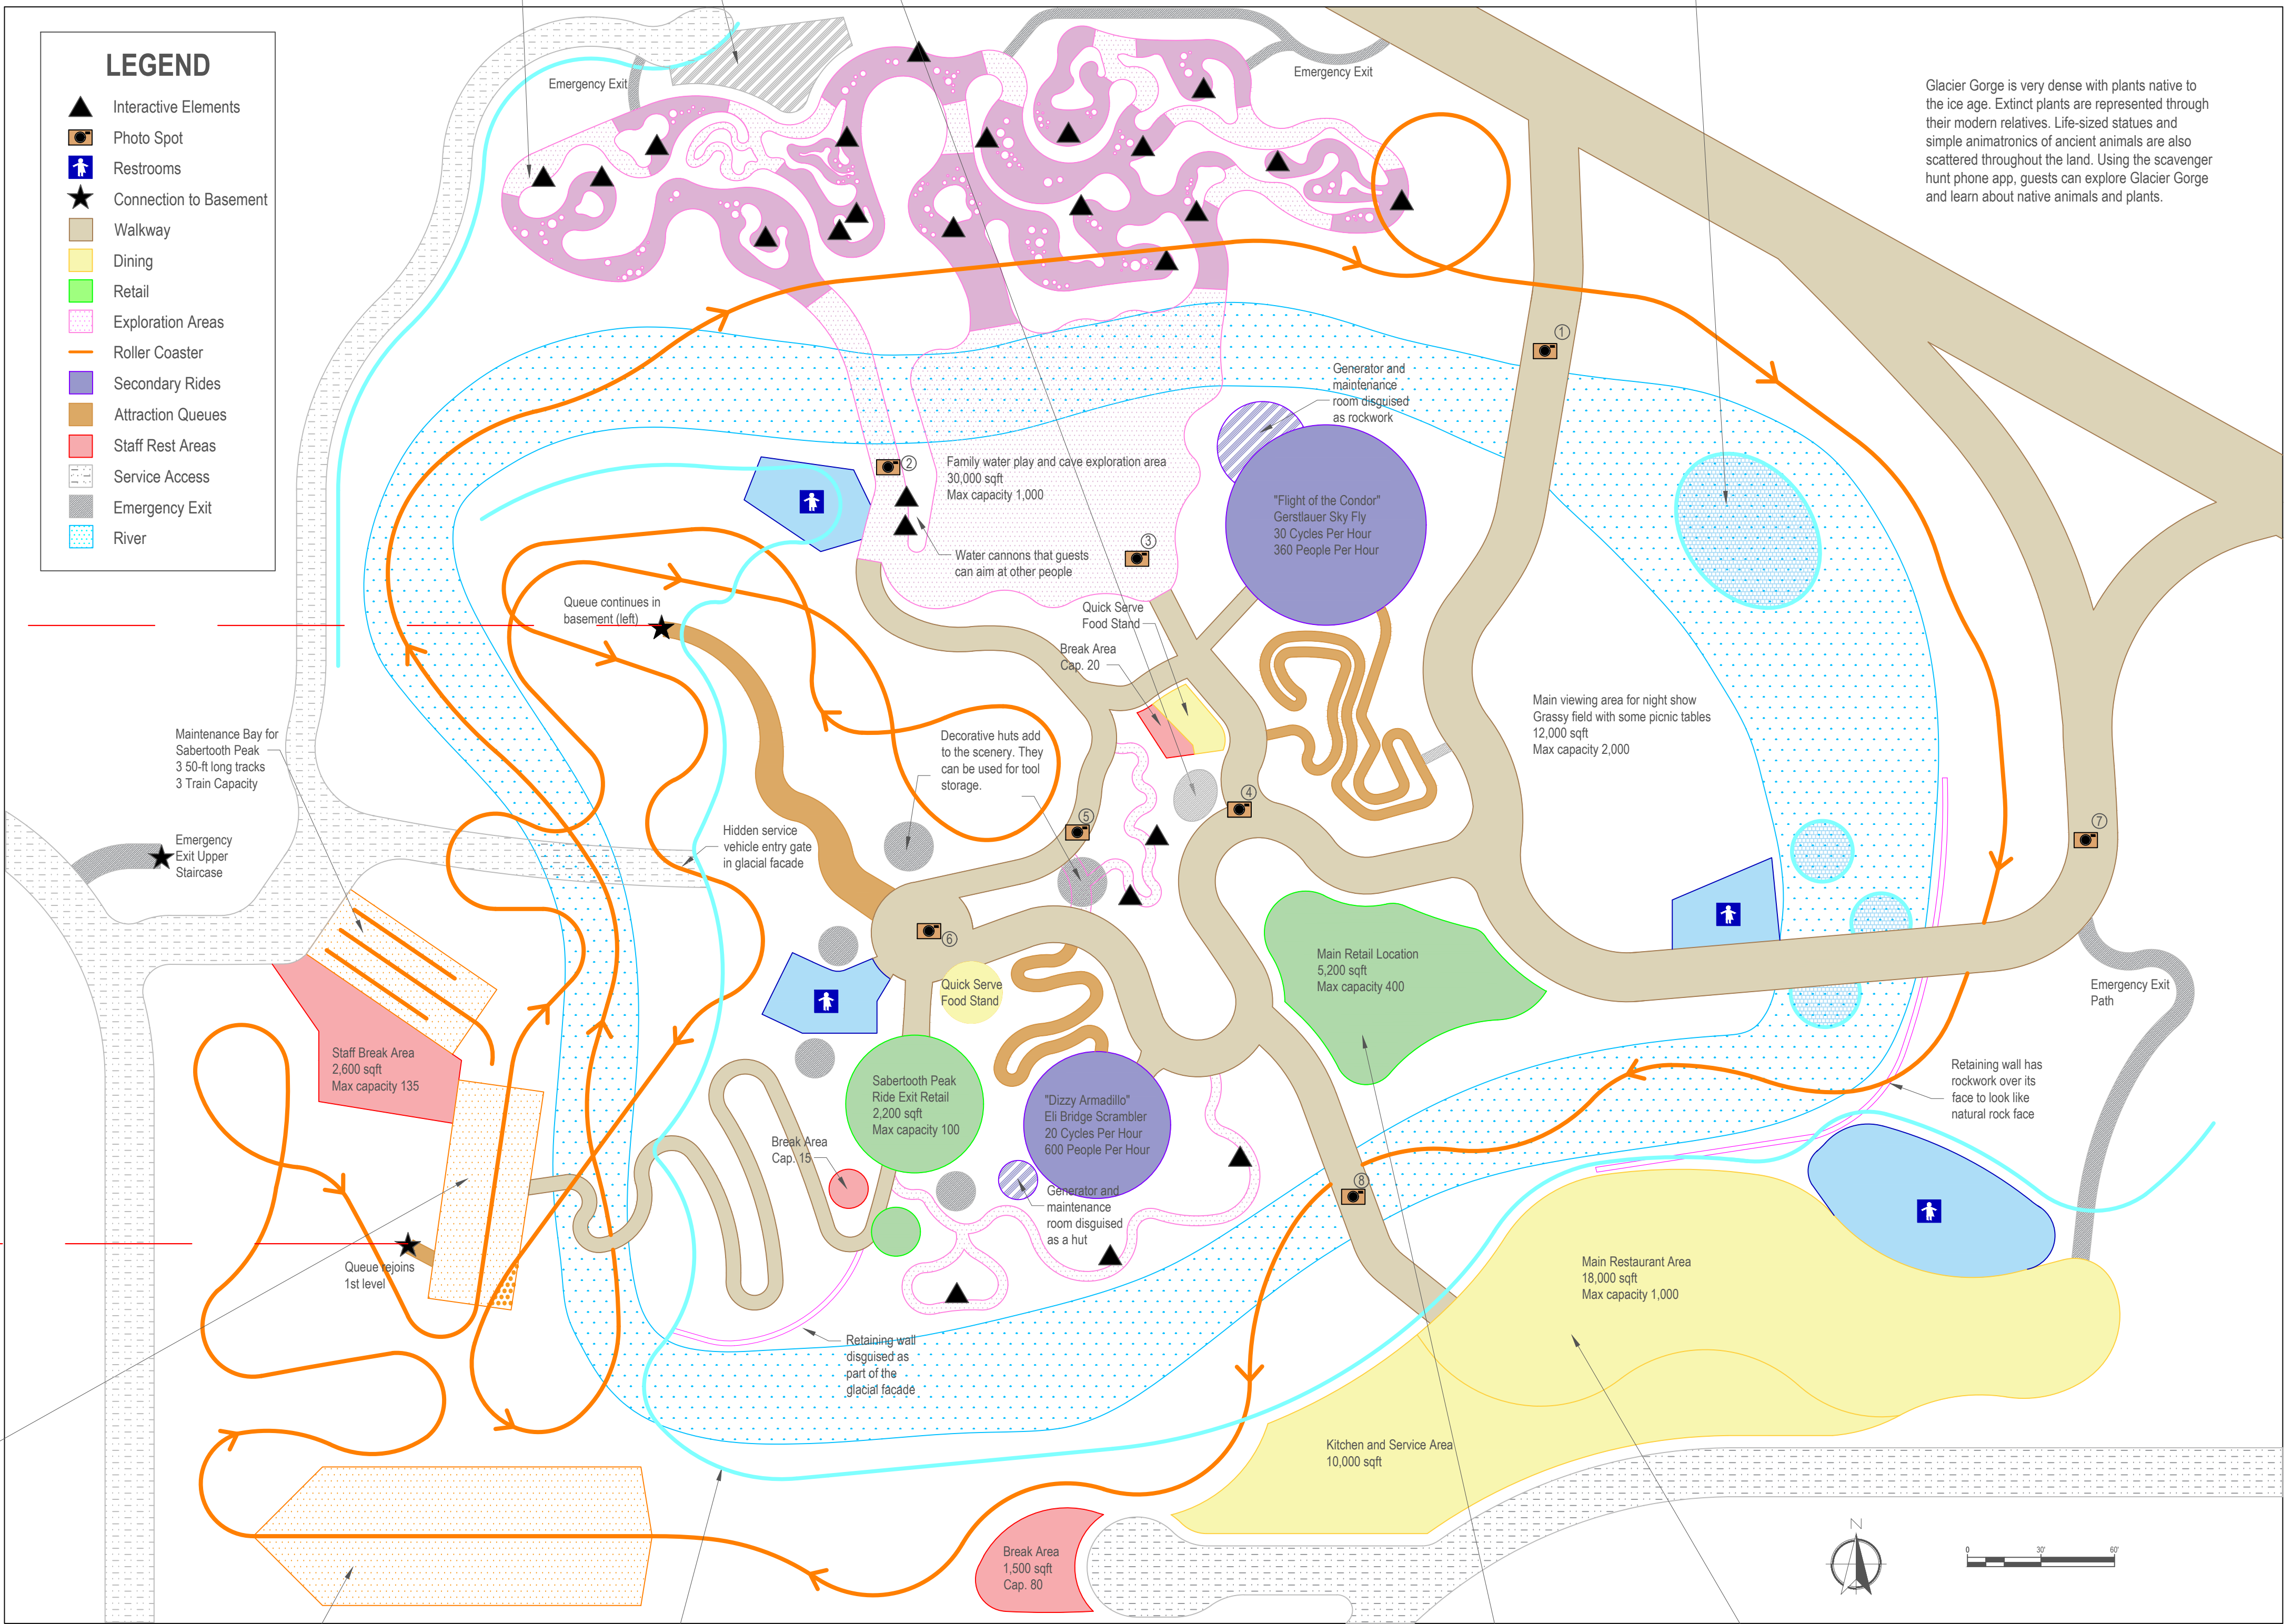 LEGEND
Interactive Elements
Photo Spot
Restrooms
Connection to Basement
Walkway
Dining
Retail
Exploration Areas
Roller Coaster
Secondary Rides
Attraction Queues
Staff Rest Areas
Service Access
Emergency Exit
River
Emergency Exit
Emergency Exit
Glacier Gorge is very dense with plants native to
the ice age. Extinct plants are represented through
their modern relatives. Life-sized statues and
simple animatronics of ancient animals are also
scattered throughout the land. Using the scavenger
hunt phone app, guests can explore Glacier Gorge
and learn about native animals and plants.
1
Generator and
maintenance
room disguised
as rockwork
2
Family water play and cave exploration area
30,000 sqft
Max capacity 1,000
"Flight of the Condor"
Gerstlauer Sky Fly
30 Cycles Per Hour
360 People Per Hour
3
Water cannons that guests
can aim at other people
Queue continues in
basement (left)
Quick Serve
Food Stand
Break Area
Cap. 20
Main viewing area for night show
Grassy field with some picnic tables
12,000 sqft
Max capacity 2,000
Maintenance Bay for
Sabertooth Peak
3 50-ft long tracks
3 Train Capacity
Decorative huts add
to the scenery. They
can be used for tool
storage.
4
5
7
Hidden service
vehicle entry gate
in glacial facade
Emergency
Exit Upper
Staircase
6
Main Retail Location
5,200 sqft
Max capacity 400
Quick Serve
Food Stand
Emergency Exit
Path
Staff Break Area
2,600 sqft
Max capacity 135
Sabertooth Peak
Ride Exit Retail
2,200 sqft
Max capacity 100
"Dizzy Armadillo"
Eli Bridge Scrambler
20 Cycles Per Hour
600 People Per Hour
Retaining wall has
rockwork over its
face to look like
natural rock face
Break Area
Cap. 15
8
Generator and
maintenance
room disguised
as a hut
Queue rejoins
1st level
Main Restaurant Area
18,000 sqft
Max capacity 1,000
Retaining wall
disguised as
part of the
glacial facade
Kitchen and Service Area
10,000 sqft
Break Area
1,500 sqft
Cap. 80
N
0 30' 60'